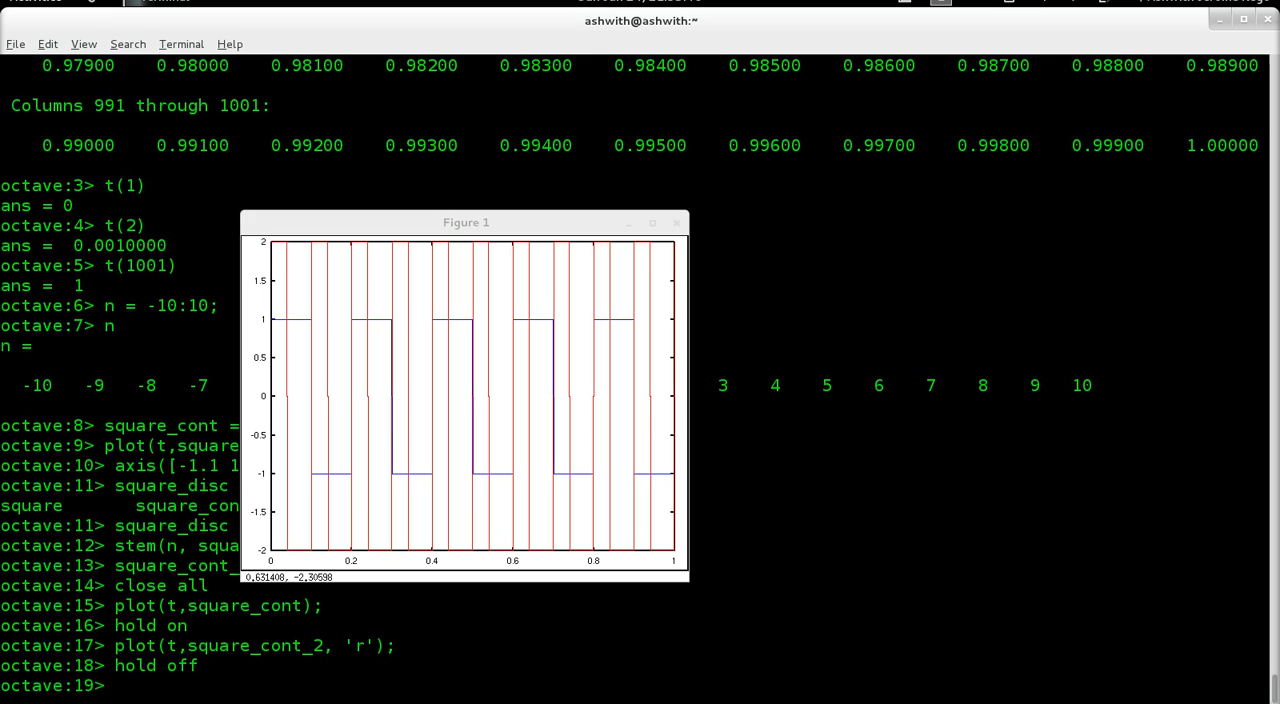 ashwith@ashwith:~
File Edit View Search Terminal Help
0.97900 0.98000 0.98100 0.98200 0.98300 0.98400 0.98500 0.98600 0.98700 0.98800 0.98900
Columns 991 through 1001:
0.99000 0.99100 0.99200 0.99300 0.99400 0.99500 0.99600 0.99700 0.99800 0.99900 1.00000
octave:3> t(1)
ans = 0
octave:4> t(2)
ans = 0.0010000
octave:5> t(1001)
ans = 1
octave:6> n = -10:10;
octave:7> n
n =
-10 -9 -8 -7 3 4 5 6 7 8 9 10
octave:8> square_cont =
octave:9> plot(t,square
octave:10> axis([-1.1 1
octave:11> square_disc
square square_con
octave:11> square_disc
octave:12> stem(n, squa
octave:13> square_cont_
octave:14> close all
octave:15> plot(t,square_cont);
octave:16> hold on
octave:17> plot(t,square_cont_2, 'r');
octave:18> hold off
octave:19>
Figure 1
2
1.5
1
0.5
0
-0.5
-1
-1.5
-2
0 0.2 0.4 0.6 0.8 1
0.631408, -2.30598